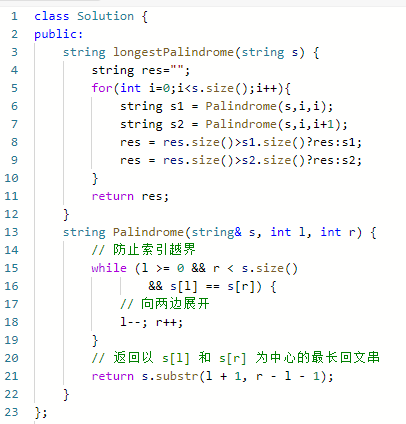 1 class Solution {
2 public:
3     string longestPalindrome(string s) {
4         string res="";
5         for(int i=0;i<s.size();i++){
6             string s1 = Palindrome(s,i,i);
7             string s2 = Palindrome(s,i,i+1);
8             res = res.size()>s1.size()?res:s1;
9             res = res.size()>s2.size()?res:s2;
10         }
11         return res;
12     }
13     string Palindrome(string& s, int l, int r) {
14         // 防止索引越界
15         while (l >= 0 && r < s.size()
16                 && s[l] == s[r]) {
17             // 向两边展开
18             l--; r++;
19         }
20         // 返回以 s[l] 和 s[r] 为中心的最长回文串
21         return s.substr(l + 1, r - l - 1);
22     }
23 };